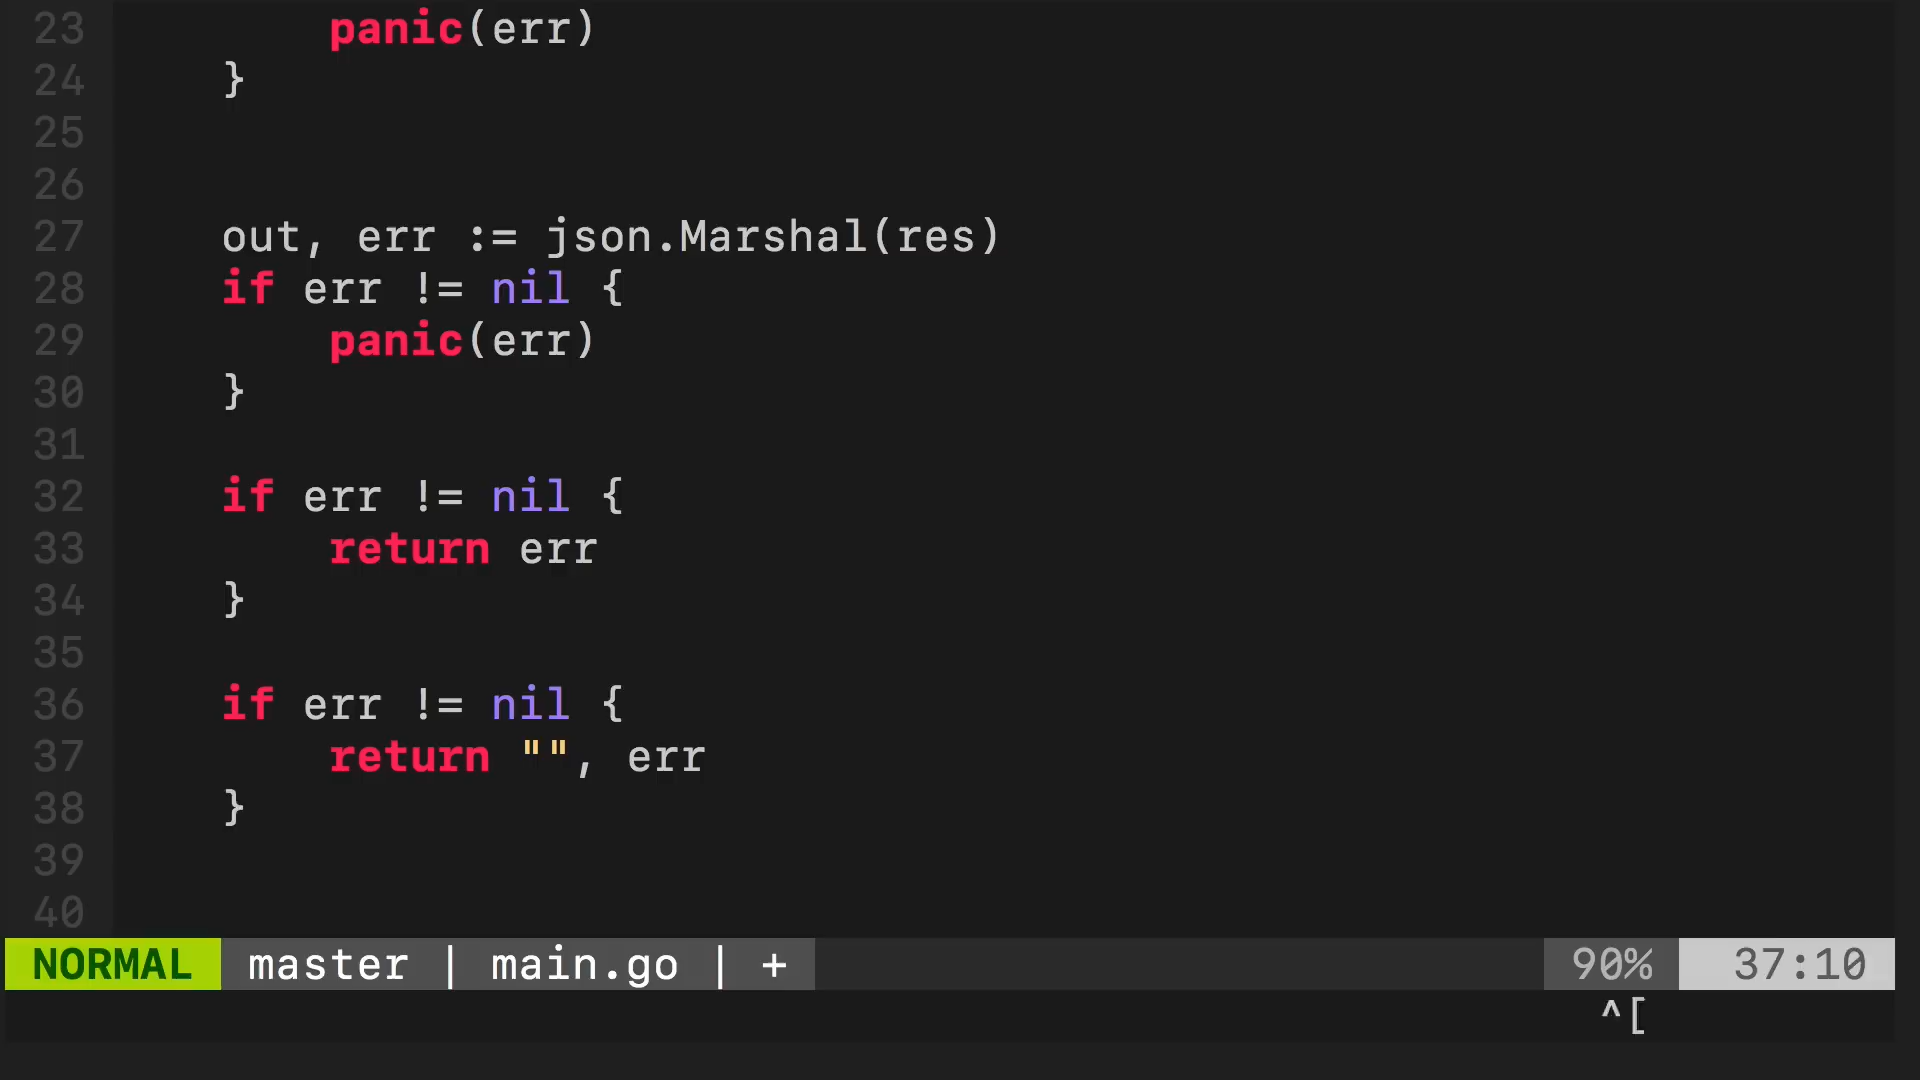 23 panic(err)
24 }
25
26
27 out, err := json.Marshal(res)
28 if err != nil {
29 panic(err)
30 }
31
32 if err != nil {
33 return err
34 }
35
36 if err != nil {
37 return "", err
38 }
39
40
NORMAL master | main.go | + 90% 37:10
^[